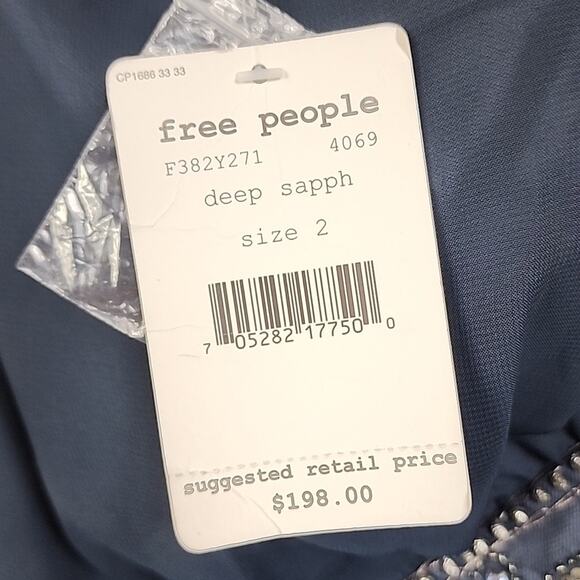 CP1686 33 33
free people
F382Y271 4069
deep sapph
size 2
7 05282 17750 0
suggested retail price
$198.00